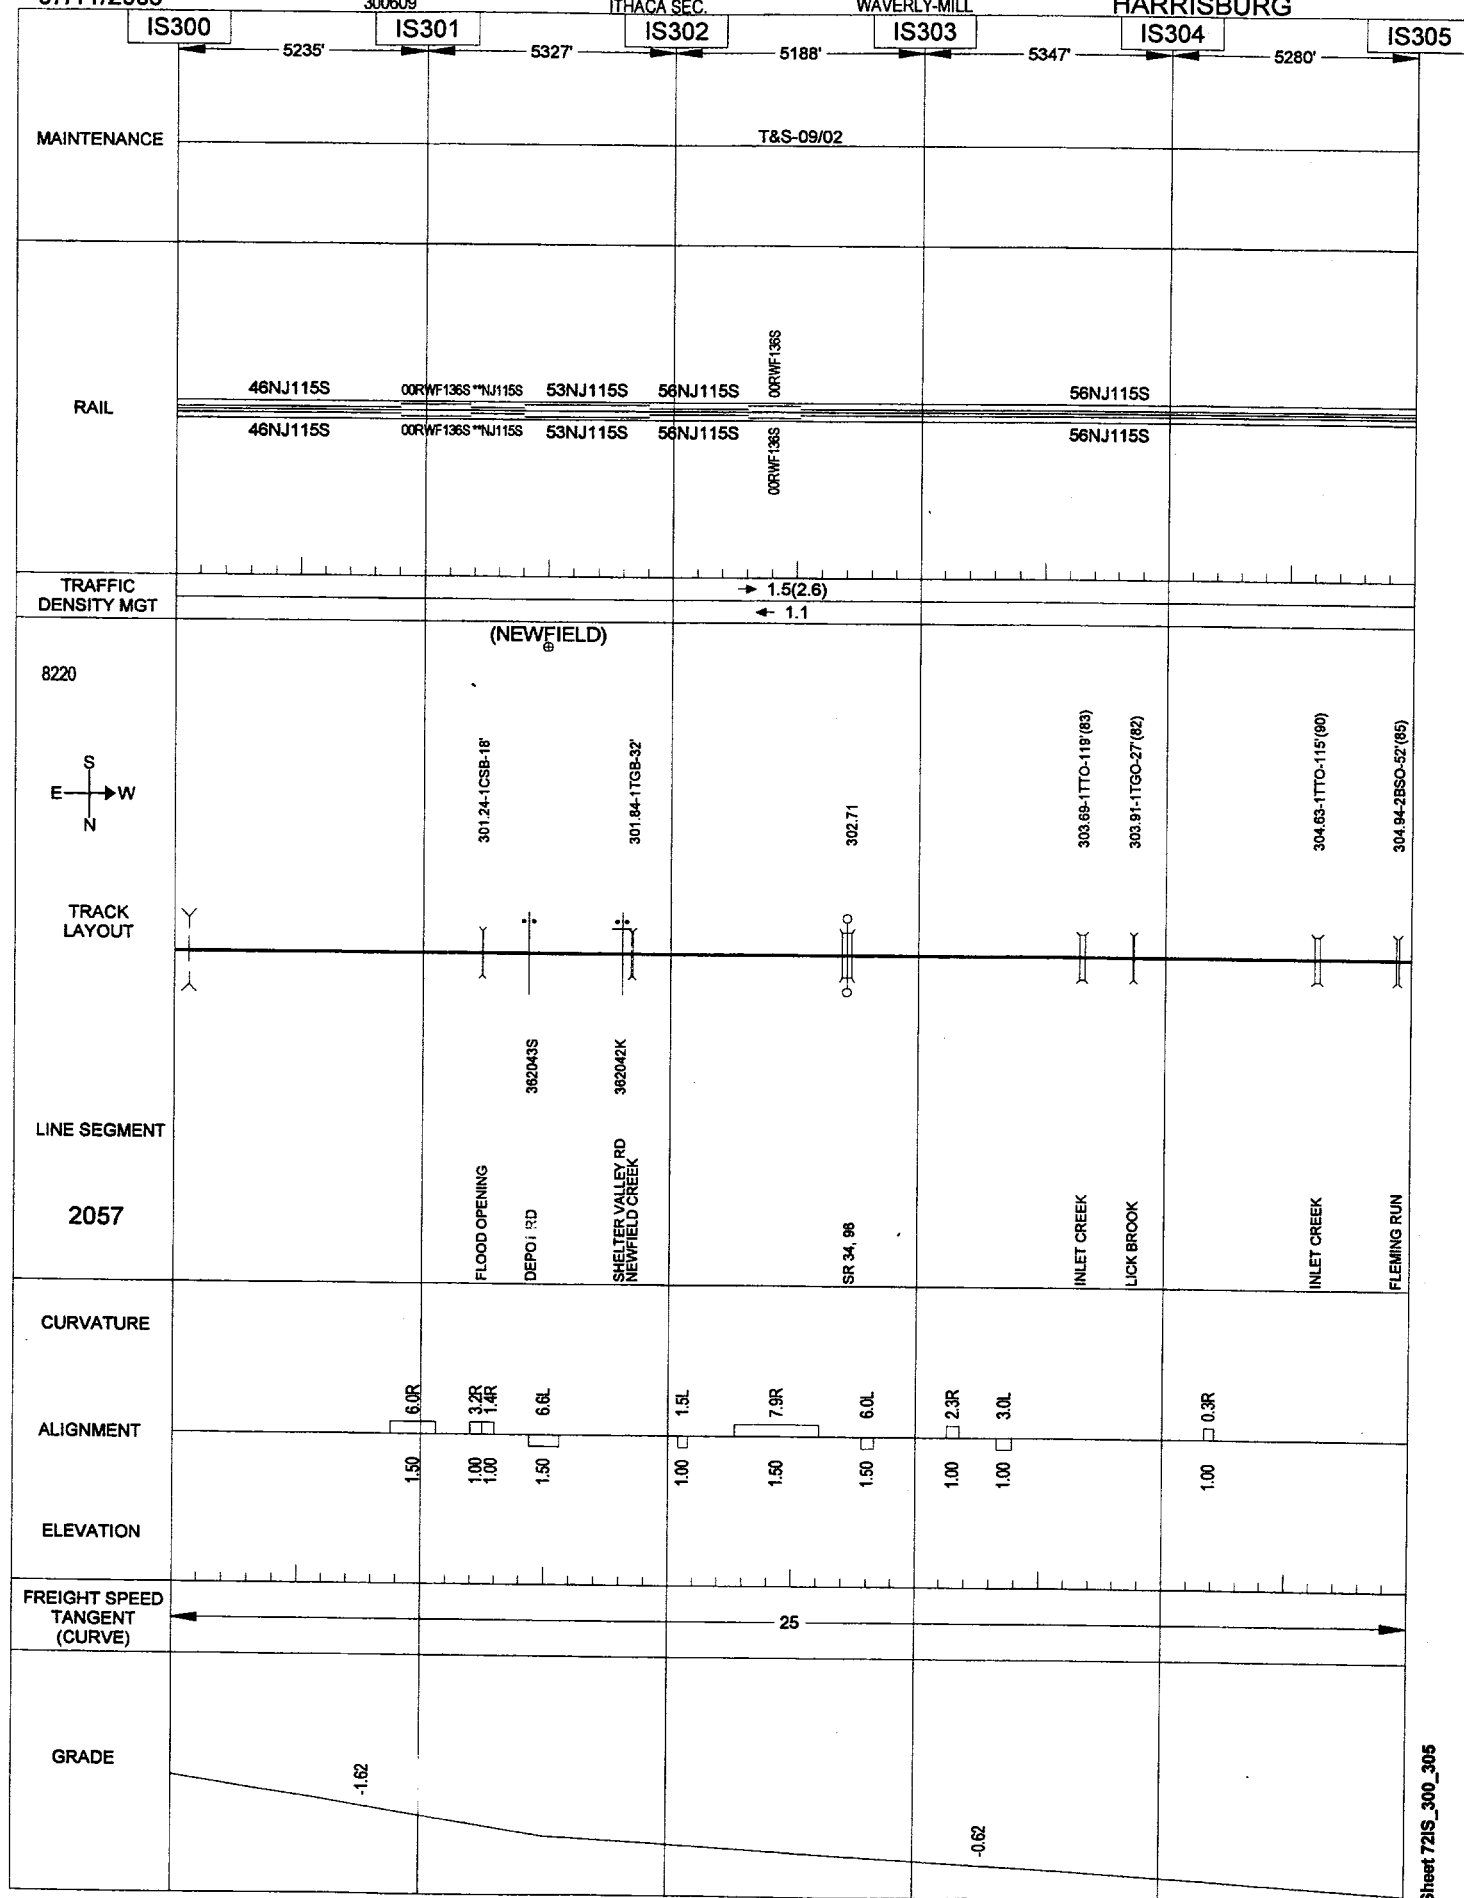 300609
ITHACA SEC.
WAVERLY-MILL
HARRISBURG
IS300
IS301
IS302
IS303
IS304
IS305
5235'
5327'
5188'
5347'
5280'
MAINTENANCE
T&S-09/02
RAIL
46NJ115S
00RWF136S
**NJ115S
53NJ115S
56NJ115S
00RWF136S
56NJ115S
46NJ115S
00RWF136S
**NJ115S
53NJ115S
56NJ115S
00RWF136S
56NJ115S
TRAFFIC
DENSITY MGT
→ 1.5(2.6)
← 1.1
(NEWFIELD)
8220
S
E
W
N
301.24-1CSB-18'
301.84-1TGB-32'
302.71
303.69-1TTO-119'(83)
303.91-1TGO-27'(82)
304.63-1TTO-115'(90)
304.94-2BSO-52'(85)
TRACK
LAYOUT
362043S
362042K
LINE SEGMENT
2057
FLOOD OPENING
DEPOT RD
SHELTER VALLEY RD
NEWFIELD CREEK
SR 34, 96
INLET CREEK
LICK BROOK
INLET CREEK
FLEMING RUN
CURVATURE
6.0R
3.2R
1.4R
6.6L
1.5L
7.9R
6.0L
2.3R
3.0L
0.3R
ALIGNMENT
1.50
1.00
1.00
1.50
1.00
1.50
1.50
1.00
1.00
1.00
ELEVATION
FREIGHT SPEED
TANGENT
(CURVE)
25
GRADE
-1.62
-0.62
Sheet 72IS_300_305